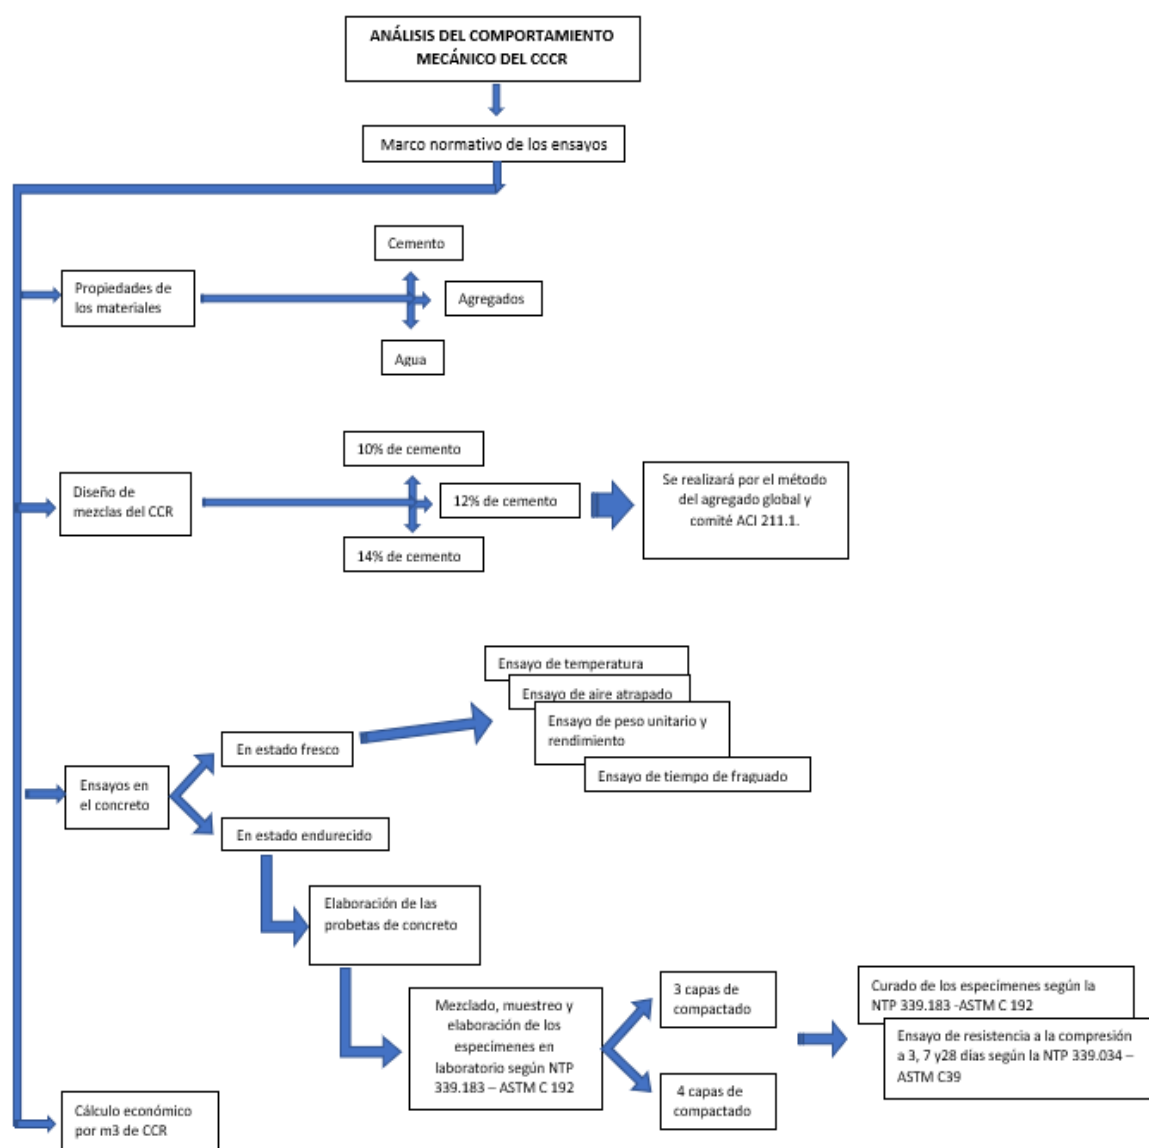 ANÁLISIS DEL COMPORTAMIENTO
MECÁNICO DEL CCCR
Marco normativo de los ensayos
Propiedades de
los materiales
Cemento
Agregados
Agua
Diseño de
mezclas del CCR
10% de cemento
12% de cemento
14% de cemento
Se realizará por el método
del agregado global y
comité ACI 211.1.
Ensayos en
el concreto
En estado fresco
Ensayo de temperatura
Ensayo de aire atrapado
Ensayo de peso unitario y
rendimiento
Ensayo de tiempo de fraguado
En estado endurecido
Elaboración de las
probetas de concreto
Mezclado, muestreo y
elaboración de los
especímenes en
laboratorio según NTP
339.183 – ASTM C 192
3 capas de
compactado
4 capas de
compactado
Curado de los especímenes según la
NTP 339.183 -ASTM C 192
Ensayo de resistencia a la compresión
a 3, 7 y28 días según la NTP 339.034 –
ASTM C39
Cálculo económico
por m3 de CCR